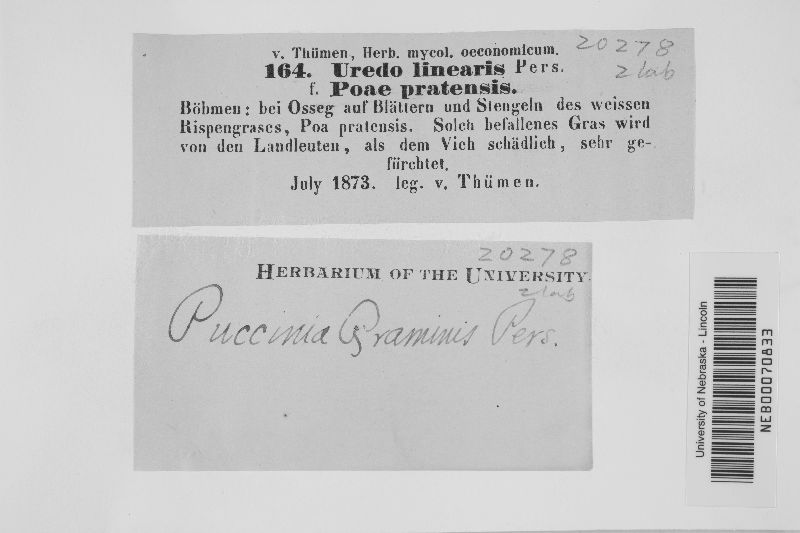 v. Thümen, Herb. mycol. oeconomicum. 20278
164. Uredo linearis Pers. 2 lab
f. Poae pratensis.
Böhmen: bei Osseg auf Blättern und Stengeln des weissen
Rispengrases, Poa pratensis. Solch befallenes Gras wird
von den Landleuten, als dem Vieh schädlich, sehr ge-
fürchtet.
July 1873. leg. v. Thümen.
20278
HERBARIUM OF THE UNIVERSITY.
2 lab
Puccinia Graminis Pers.
University of Nebraska - Lincoln
NEB00070833